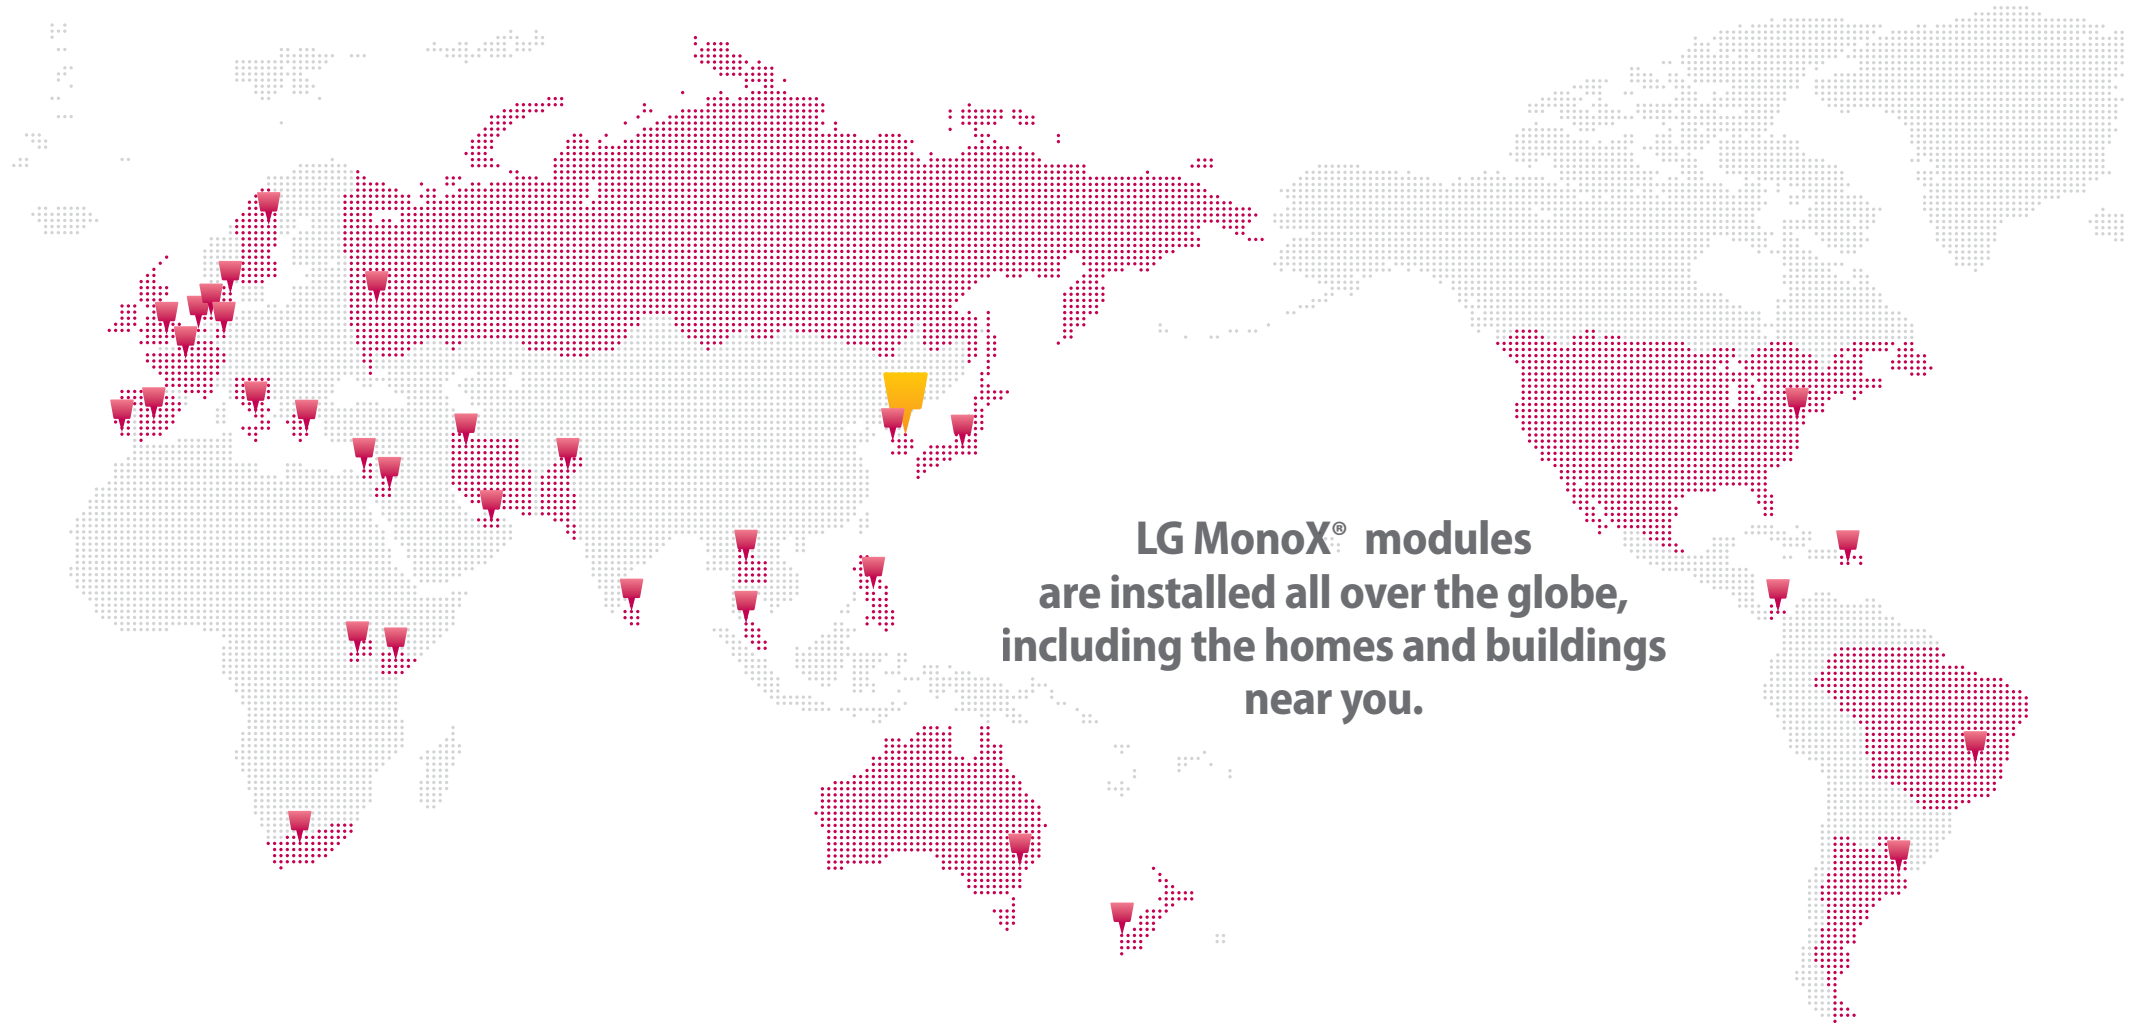 LG MonoX® modules
are installed all over the globe,
including the homes and buildings
near you.